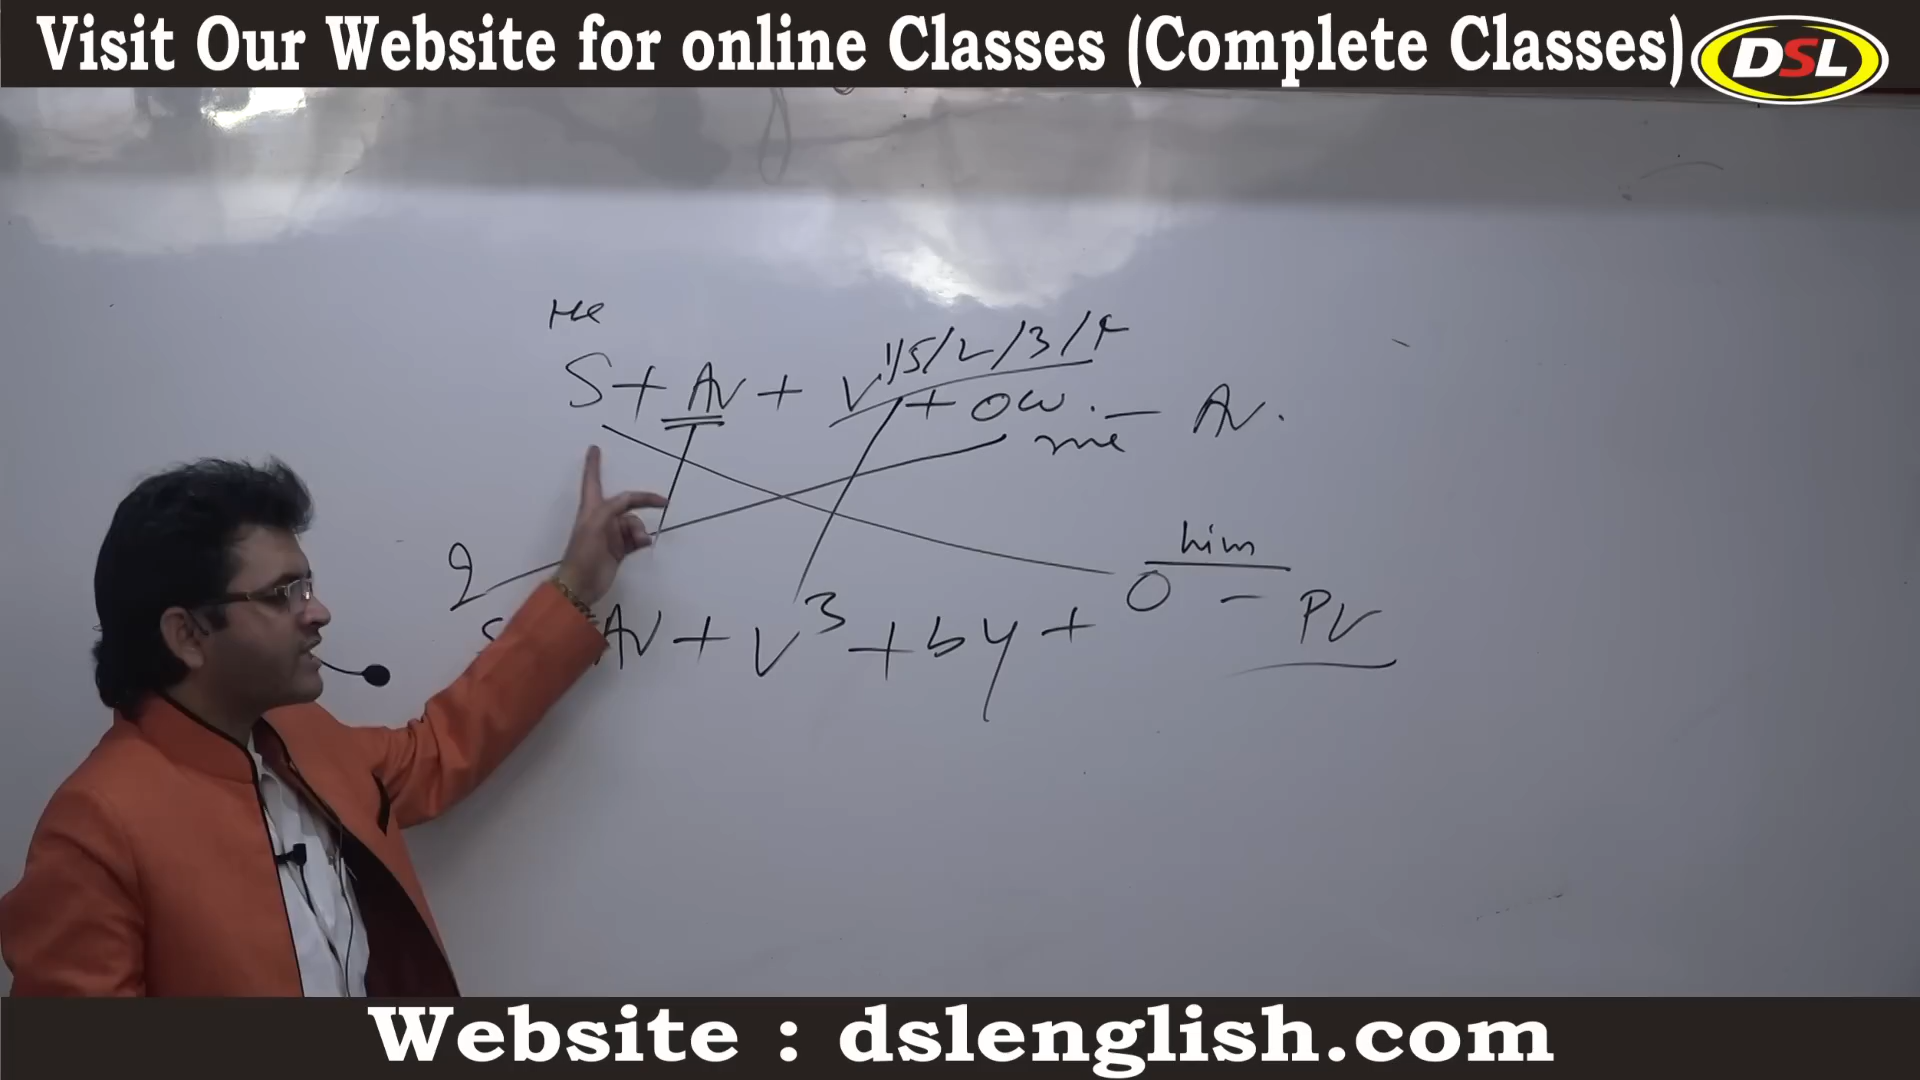 Visit Our Website for online Classes (Complete Classes)
DSL
He
S + AV + V 1/5/2/3/4 + ow. — AV.
me
him
S AV + V3 + by + O — PV
Website : dslenglish.com